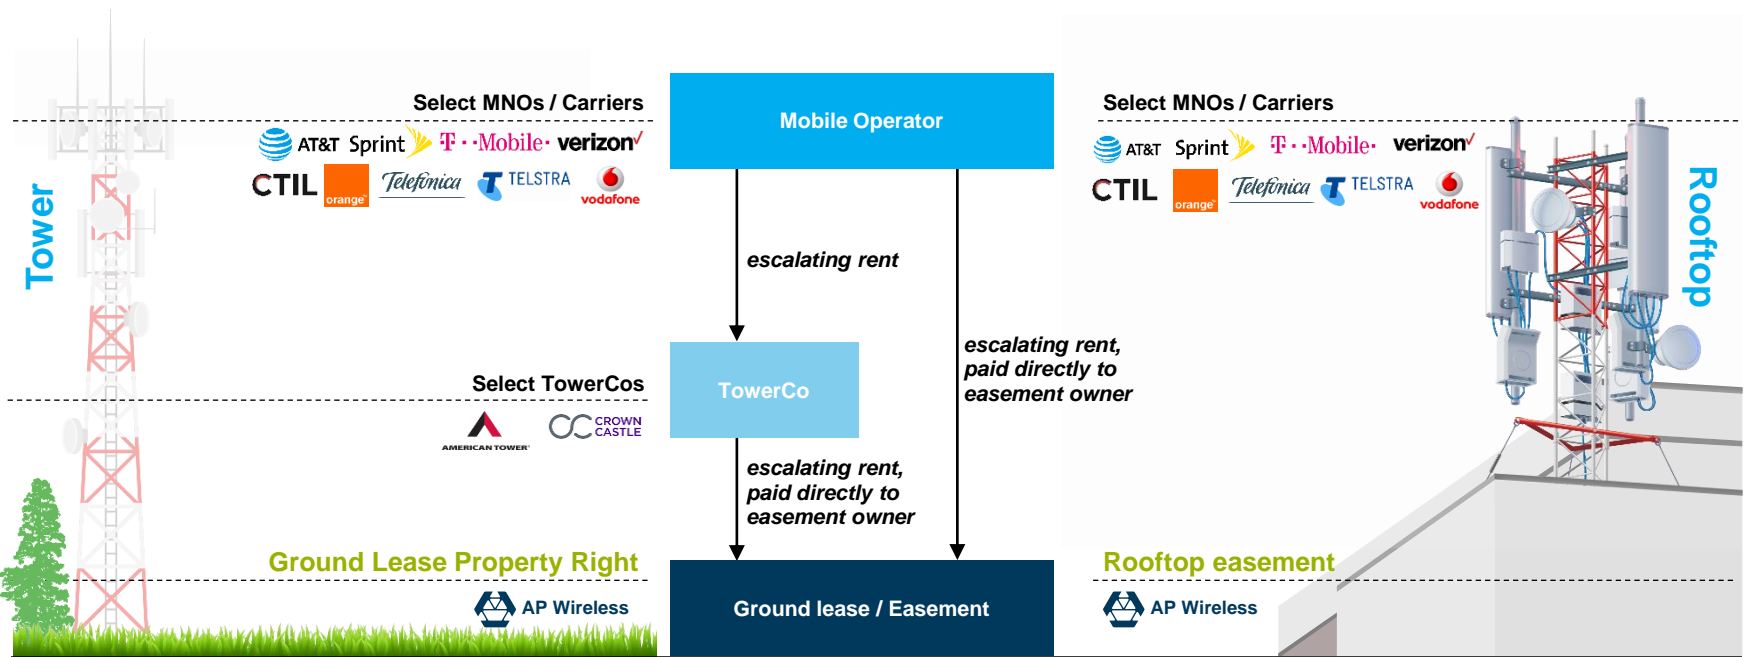 Select MNOs / Carriers
AT&T Sprint T··Mobile· verizon✓
CTIL orange™ Telefónica TELSTRA vodafone
Tower
Select TowerCos
AMERICAN TOWER®
CROWN
CASTLE
Ground Lease Property Right
AP Wireless
Mobile Operator
escalating rent
TowerCo
escalating rent,
paid directly to
easement owner
escalating rent,
paid directly to
easement owner
Ground lease / Easement
Select MNOs / Carriers
AT&T Sprint T··Mobile· verizon✓
CTIL orange™ Telefónica TELSTRA vodafone
Rooftop
Rooftop easement
AP Wireless